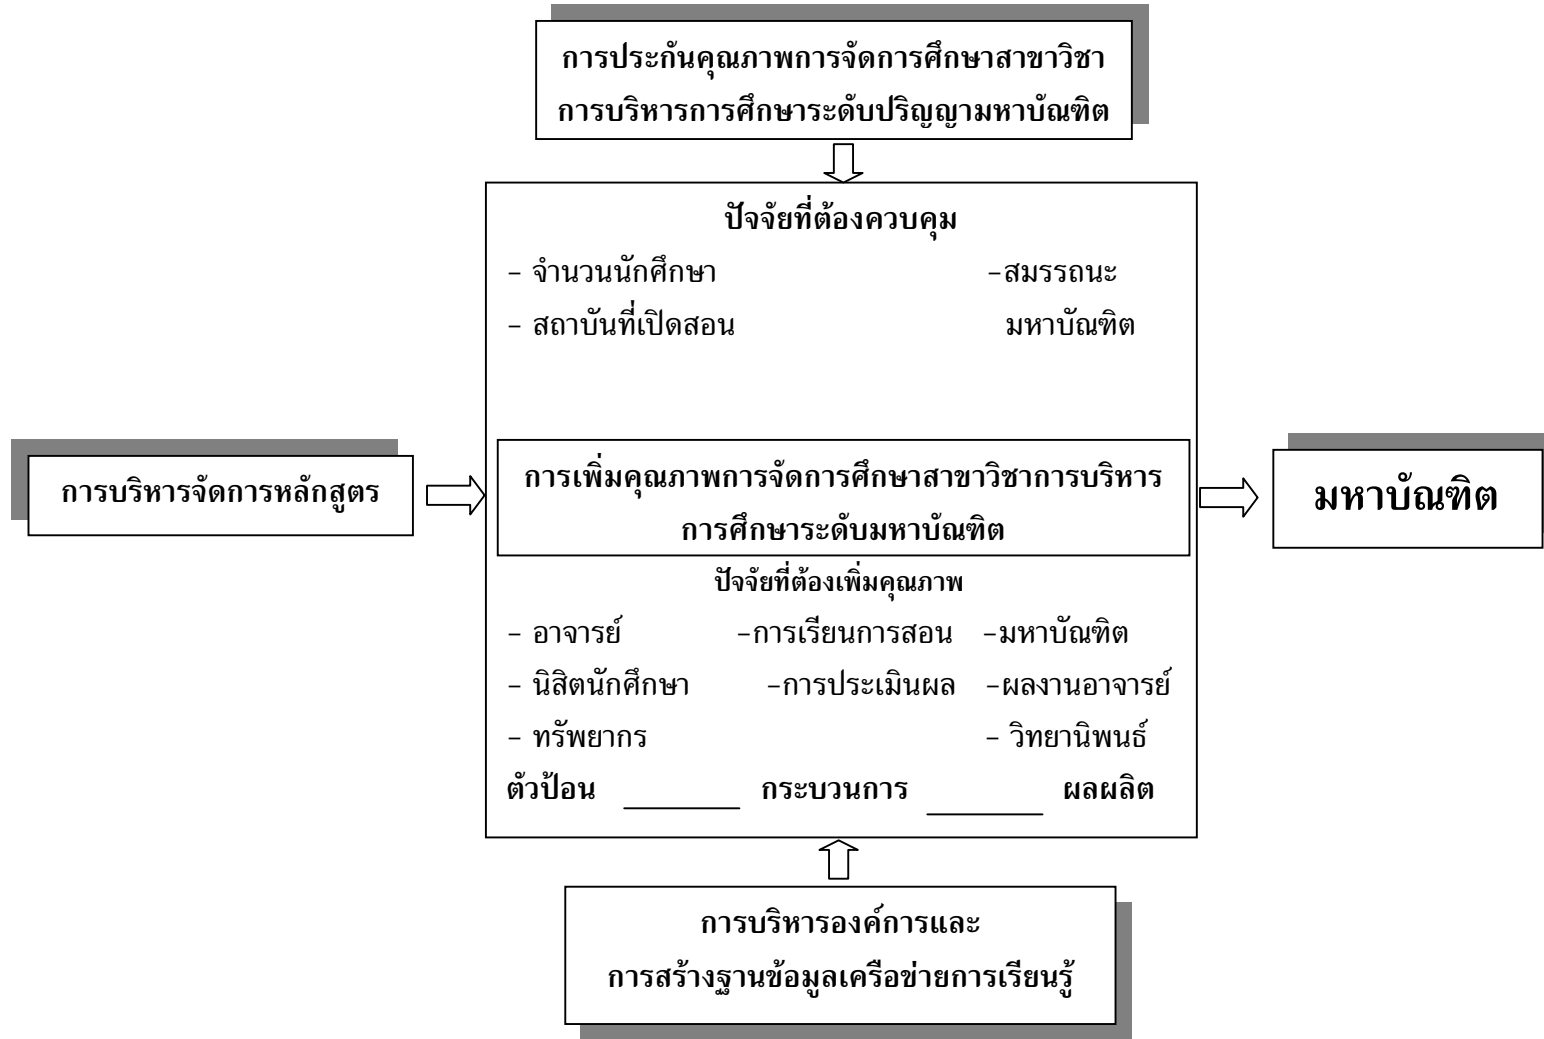 การประกันคุณภาพการจัดการศึกษาสาขาวิชา
การบริหารการศึกษาระดับปริญญามหาบัณฑิต
ปัจจัยที่ต้องควบคุม
- จำนวนนักศึกษา -สมรรถนะ
- สถาบันที่เปิดสอน มหาบัณฑิต
การบริหารจัดการหลักสูตร
การเพิ่มคุณภาพการจัดการศึกษาสาขาวิชาการบริหาร
การศึกษาระดับมหาบัณฑิต
มหาบัณฑิต
ปัจจัยที่ต้องเพิ่มคุณภาพ
- อาจารย์ -การเรียนการสอน -มหาบัณฑิต
- นิสิตนักศึกษา -การประเมินผล -ผลงานอาจารย์
- ทรัพยากร - วิทยานิพนธ์
ตัวป้อน กระบวนการ ผลผลิต
การบริหารองค์การและ
การสร้างฐานข้อมูลเครือข่ายการเรียนรู้